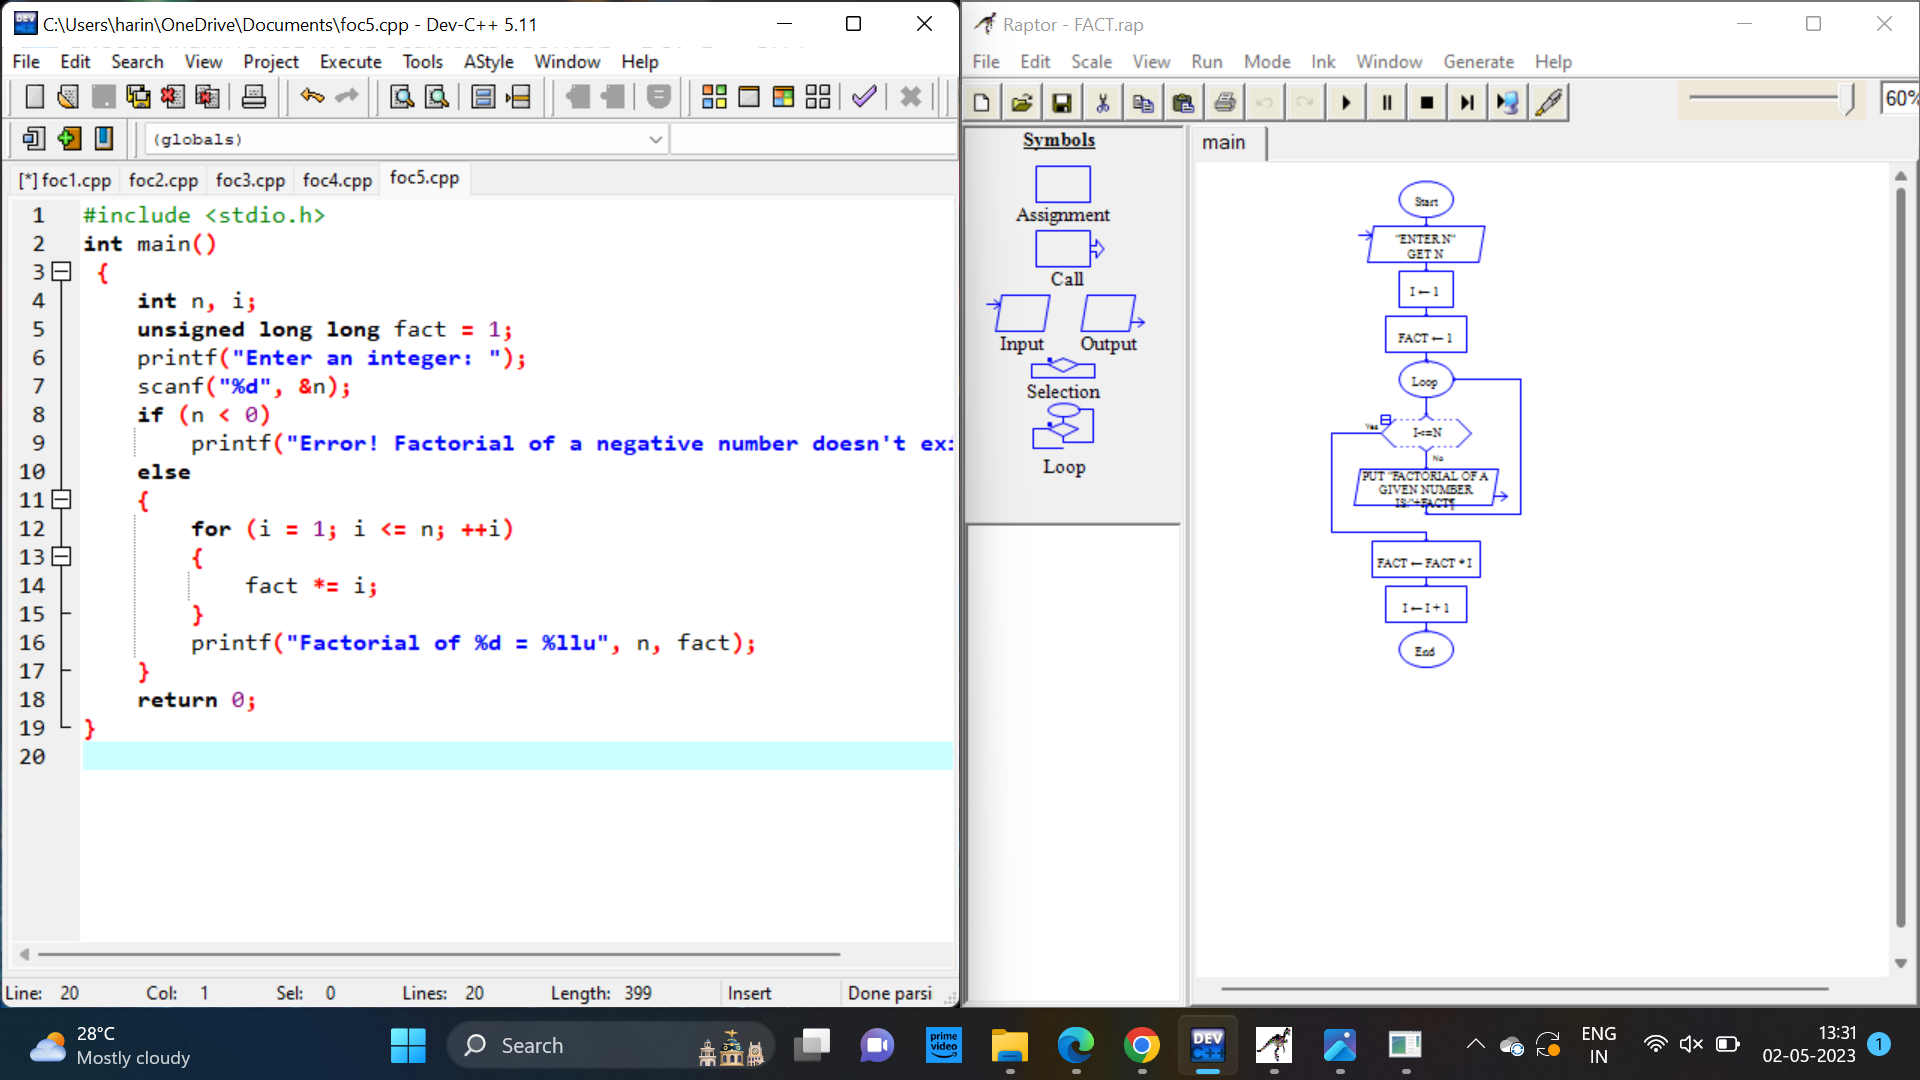 C:\Users\harin\OneDrive\Documents\foc5.cpp - Dev-C++ 5.11
File Edit Search View Project Execute Tools AStyle Window Help
(globals)
[*] foc1.cpp foc2.cpp foc3.cpp foc4.cpp foc5.cpp
1 #include <stdio.h>
2 int main()
3 {
4 int n, i;
5 unsigned long long fact = 1;
6 printf("Enter an integer: ");
7 scanf("%d", &n);
8 if (n < 0)
9 printf("Error! Factorial of a negative number doesn't exi
10 else
11 {
12 for (i = 1; i <= n; ++i)
13 {
14 fact *= i;
15 }
16 printf("Factorial of %d = %llu", n, fact);
17 }
18 return 0;
19 }
20
Line: 20 Col: 1 Sel: 0 Lines: 20 Length: 399 Insert Done parsi
Raptor - FACT.rap
File Edit Scale View Run Mode Ink Window Generate Help
60%
Symbols
Assignment
Call
Input Output
Selection
Loop
main
Start
"ENTER N"
GET N
I ← 1
FACT ← 1
Loop
Yes
I<=N
No
PUT "FACTORIAL OF A
GIVEN NUMBER
IS:"+FACT¶
FACT ← FACT * I
I ← I + 1
End
28°C
Mostly cloudy
Search
prime
video
DEV
C++
ENG
IN
13:31
02-05-2023
1